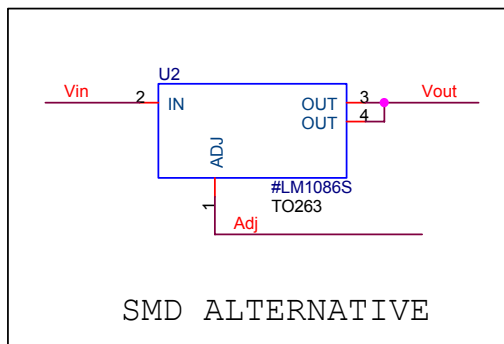 U2
Vin
2
IN
OUT
3
Vout
OUT
4
ADJ
#LM1086S
TO263
1
Adj
SMD ALTERNATIVE